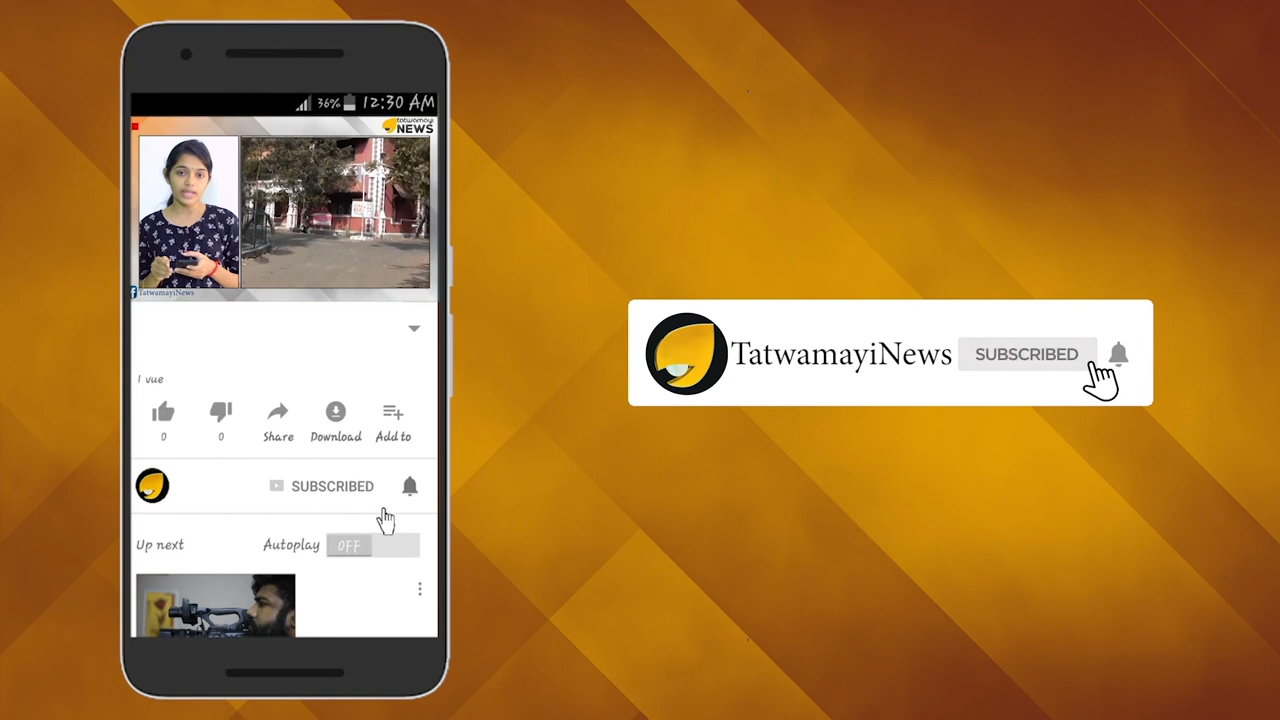 36% 12:30 AM
tatwamayi
NEWS
TatwamayiNews
1 vue
0 0 Share Download Add to
SUBSCRIBED
Up next Autoplay OFF
TatwamayiNews SUBSCRIBED